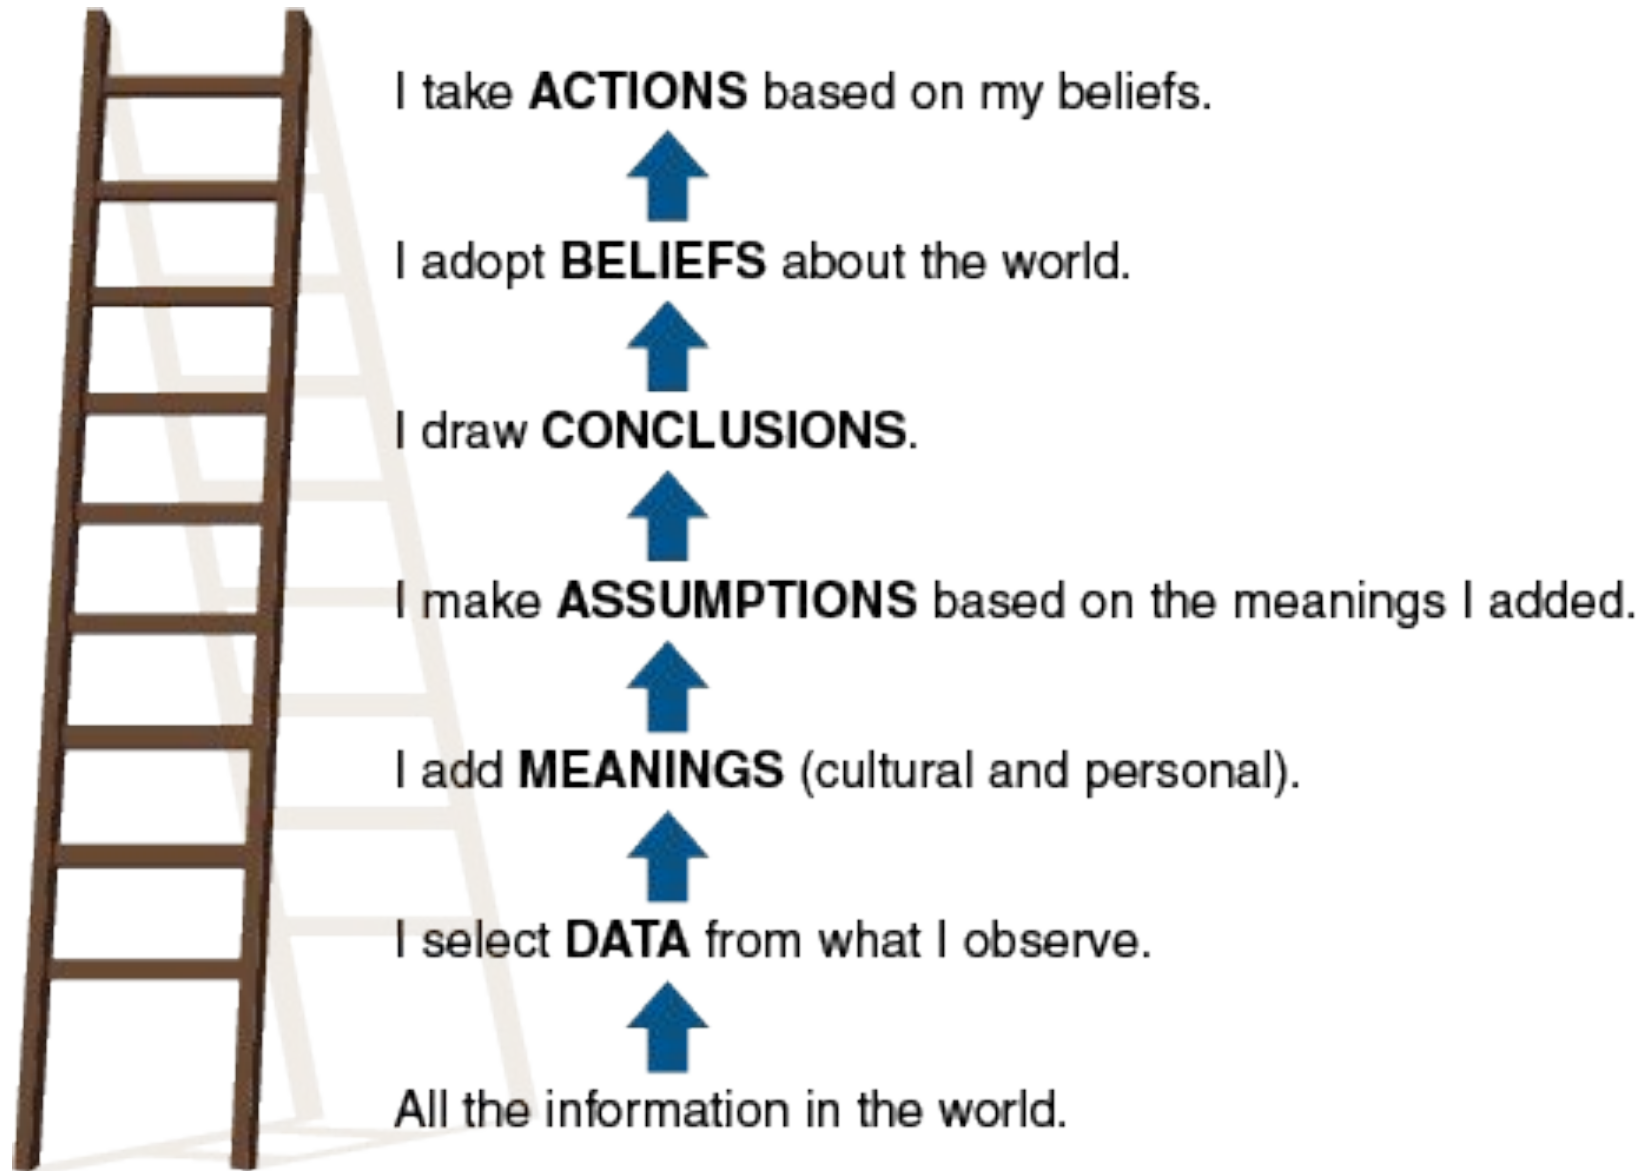 I take ACTIONS based on my beliefs.
I adopt BELIEFS about the world.
I draw CONCLUSIONS.
I make ASSUMPTIONS based on the meanings I added.
I add MEANINGS (cultural and personal).
I select DATA from what I observe.
All the information in the world.